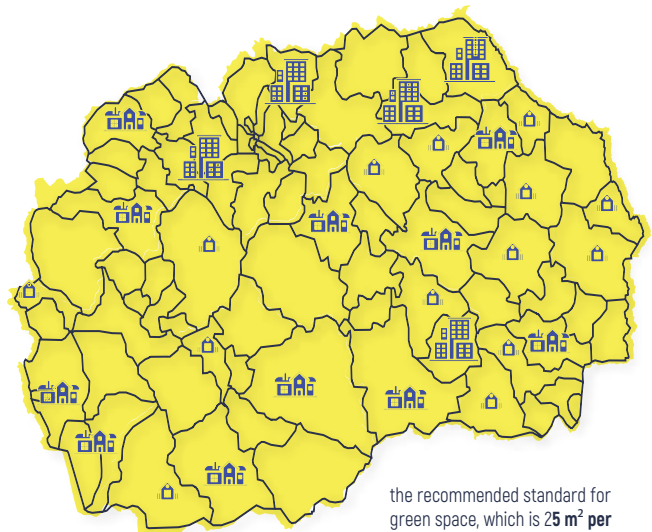 the recommended standard for
green space, which is 25 m² per